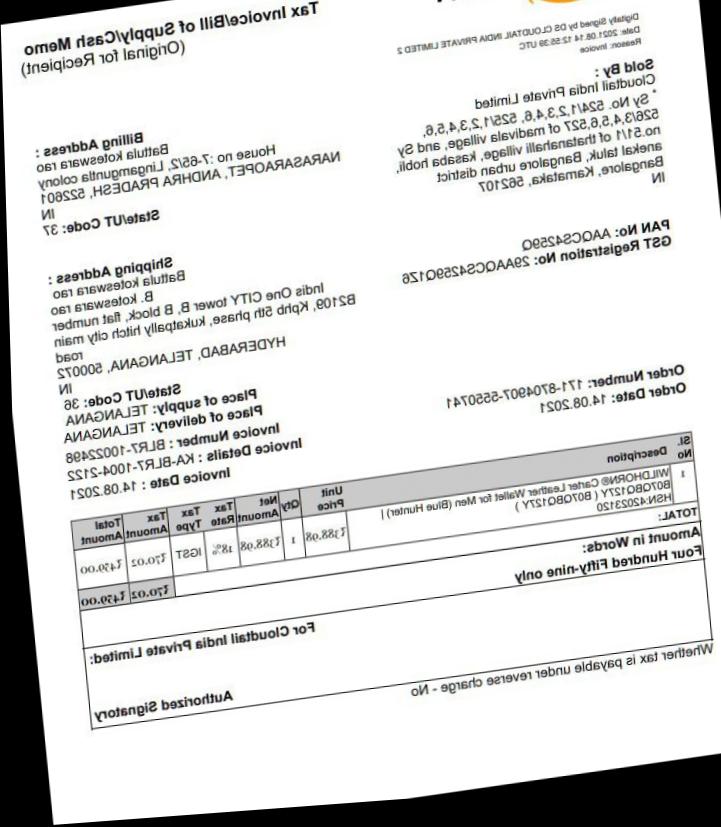 Tax Invoice/Bill of Supply/Cash Memo
(Original for Recipient)
Digitally Signed by DS CLOUDTAIL INDIA PRIVATE LIMITED 2
Date: 2021.08.14 12:55:39 UTC
Reason: Invoice
Sold By :
Cloudtail India Private Limited
* Sy No. 524/1,2,3,4,6, 525/1,2,3,4,5,6,
526/3,4,5,6,527 of madivala village, and Sy
no.51/1 of thatanahalli village, kasaba hobli,
anekal taluk, Bangalore urban district
Bangalore, Karnataka, 562107
IN
PAN No: AAQCS4259Q
GST Registration No: 29AAQCS4259Q1Z6
Billing Address :
Battula koteswara rao
House no :7-65/2, Lingamguntla colony
NARASARAOPET, ANDHRA PRADESH, 522601
IN
State/UT Code: 37
Shipping Address :
Battula koteswara rao
B. koteswara rao
Indis One CITY tower B, B block, flat number
B2109, Kphb 5th phase, kukatpally hitch city main
road
HYDERABAD, TELANGANA, 500072
IN
State/UT Code: 36
Place of supply: TELANGANA
Place of delivery: TELANGANA
Order Number: 171-8704907-5550741
Order Date: 14.08.2021
Invoice Number : BLR7-10022498
Invoice Details : KA-BLR7-1004-2122
Invoice Date : 14.08.2021
Sl. No Description Unit Price Qty Net Amount Tax Rate Tax Type Tax Amount Total Amount
1 WILDHORN® Carter Leather Wallet for Men (Blue Hunter) | ₹388.98 1 ₹388.98 18% IGST ₹70.02 ₹459.00
B07QBQ127Y ( B07QBQ127Y )
HSN:42023120
TOTAL: ₹70.02 ₹459.00
Amount in Words:
Four Hundred Fifty-nine only
For Cloudtail India Private Limited:
Authorized Signatory
Whether tax is payable under reverse charge - No